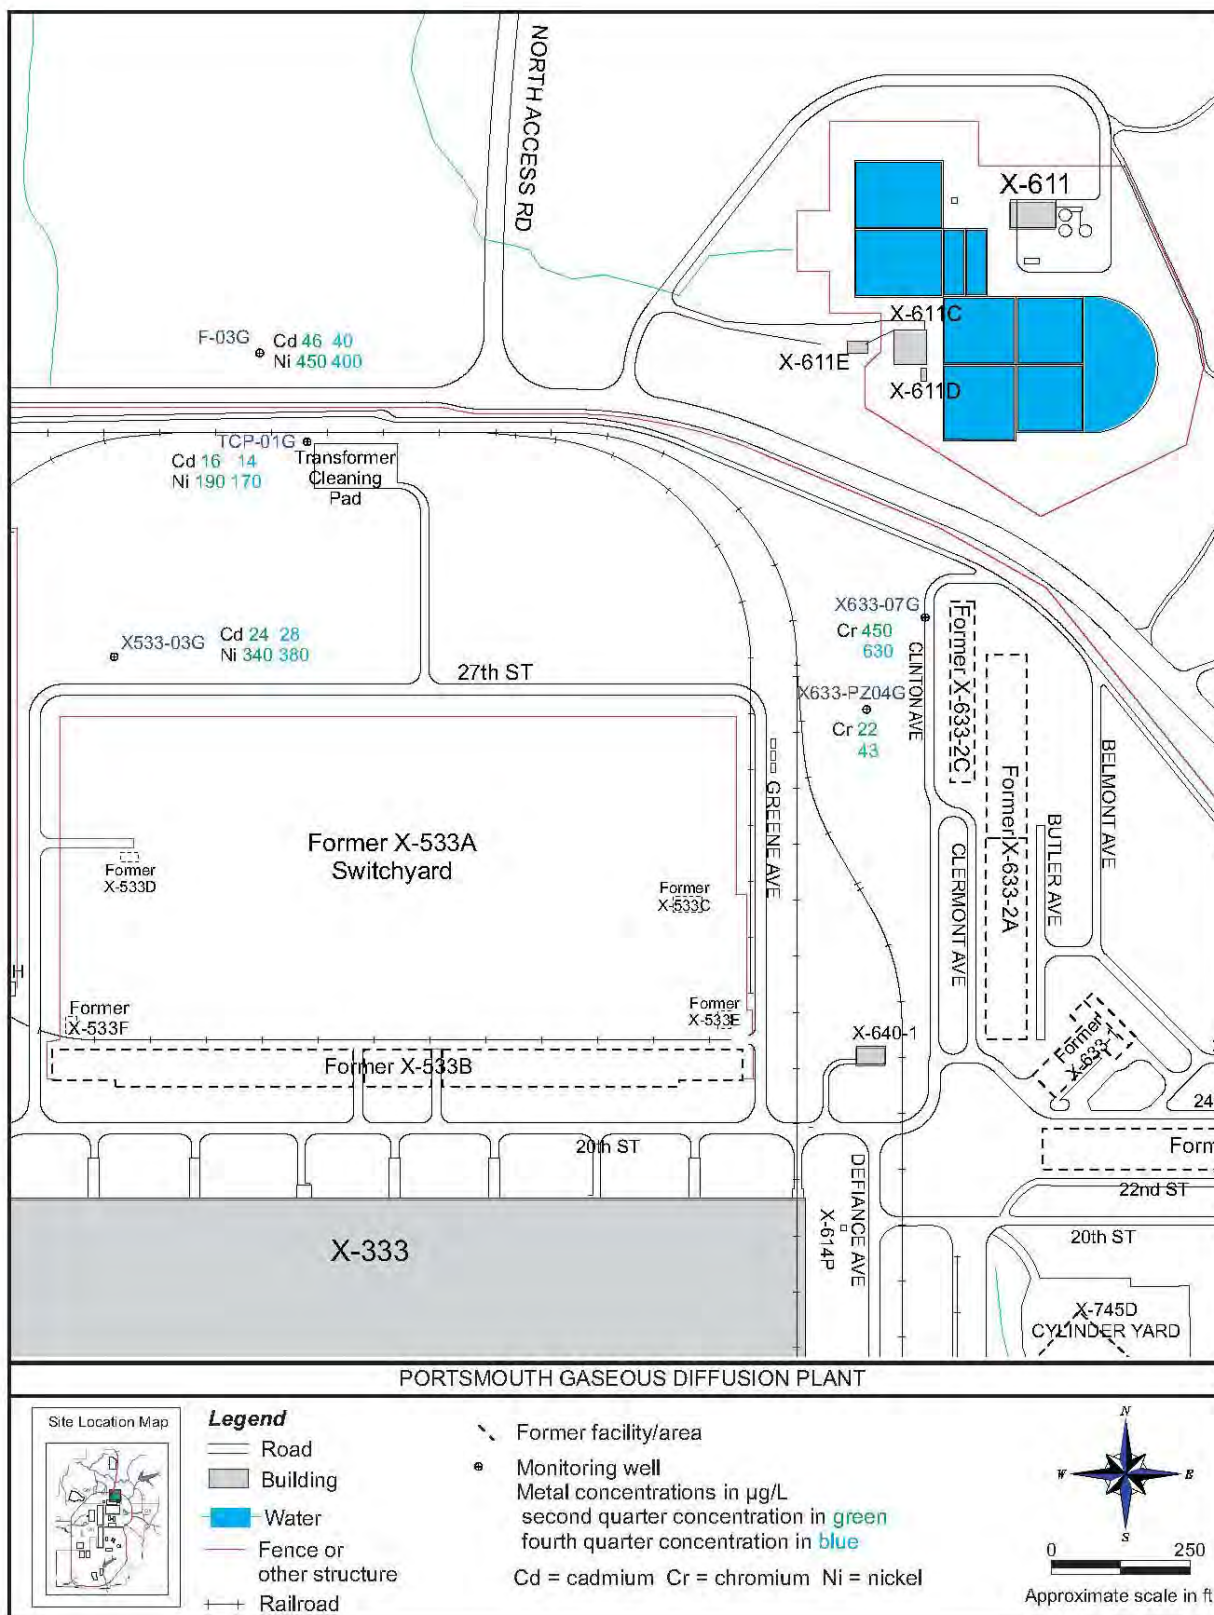 NORTH ACCESS RD
X-611
X-611C
X-611E
X-611D
F-03G
Cd 46 40
Ni 450 400
TCP-01G
Cd 16 14
Ni 190 170
Transformer
Cleaning
Pad
X533-03G
Cd 24 28
Ni 340 380
27th ST
X633-07G
Cr 450
630
X633-PZ04G
Cr 22
43
CLINTON AVE
Former X-633-2C
Former X-633-2A
BELMONT AVE
BUTLER AVE
CLERMONT AVE
GREENE AVE
Former X-533A
Switchyard
Former
X-533D
Former
X-533C
H
Former
X-533F
Former
X-533E
Former X-533B
X-640-1
Former
X-633-1
24
20th ST
Form
22nd ST
20th ST
DEFIANCE AVE
X-614P
X-333
X-745D
CYLINDER YARD
PORTSMOUTH GASEOUS DIFFUSION PLANT
Site Location Map
Legend
Road
Building
Water
Fence or
other structure
Railroad
Former facility/area
Monitoring well
Metal concentrations in µg/L
second quarter concentration in green
fourth quarter concentration in blue
Cd = cadmium Cr = chromium Ni = nickel
N
W E
S
0 250
Approximate scale in ft